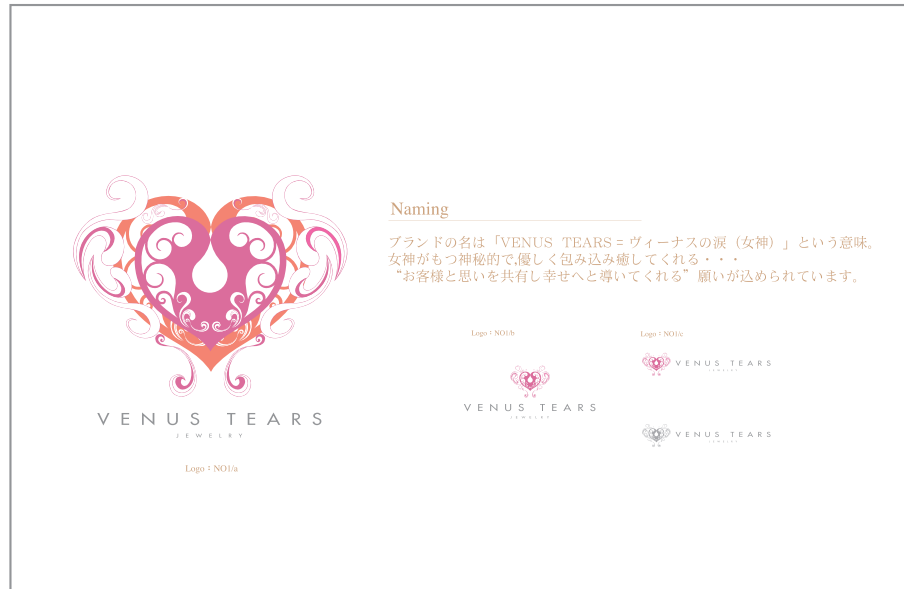 VENUS TEARS
JEWELRY
Logo：NO1/a
Naming
ブランドの名は「VENUS TEARS = ヴィーナスの涙（女神）」という意味。
女神がもつ神秘的で,優しく包み込み癒してくれる・・・
“お客様と思いを共有し幸せへと導いてくれる” 願いが込められています。
Logo：NO1/b
VENUS TEARS
JEWELRY
Logo：NO1/c
VENUS TEARS
JEWELRY
VENUS TEARS
JEWELRY